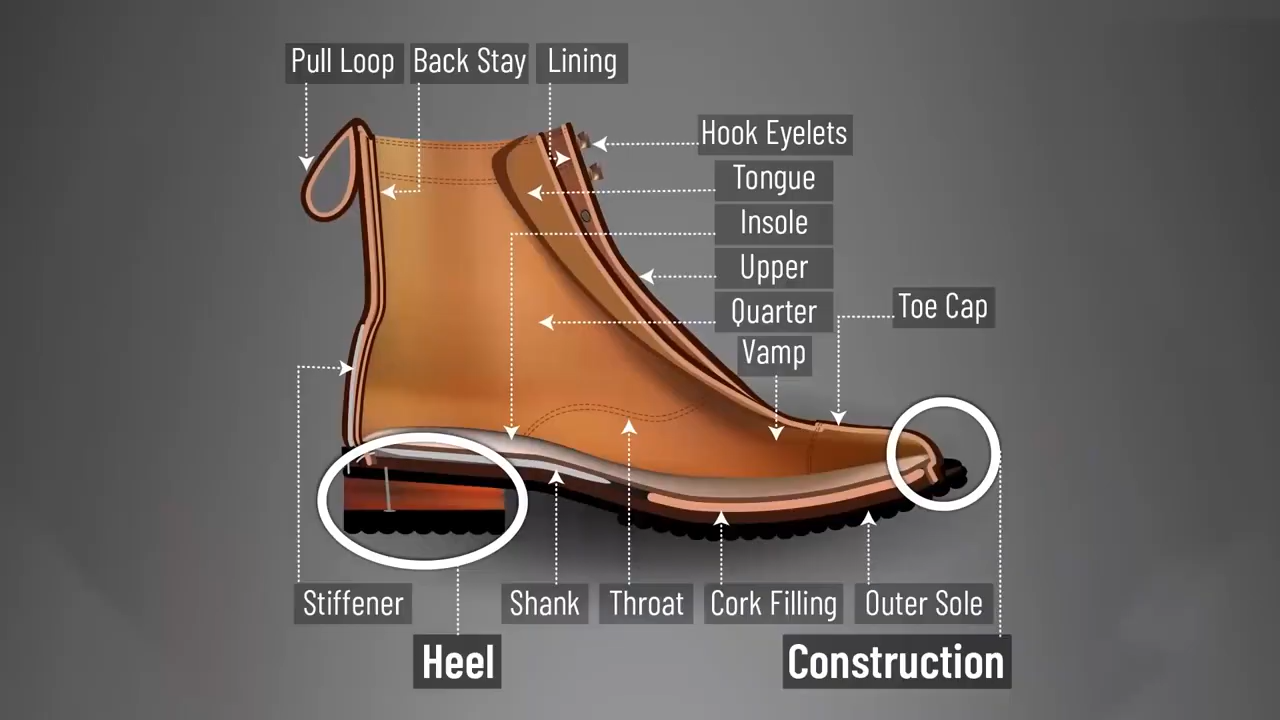 Pull Loop
Back Stay
Lining
Hook Eyelets
Tongue
Insole
Upper
Quarter
Vamp
Toe Cap
Stiffener
Shank
Throat
Cork Filling
Outer Sole
Heel
Construction